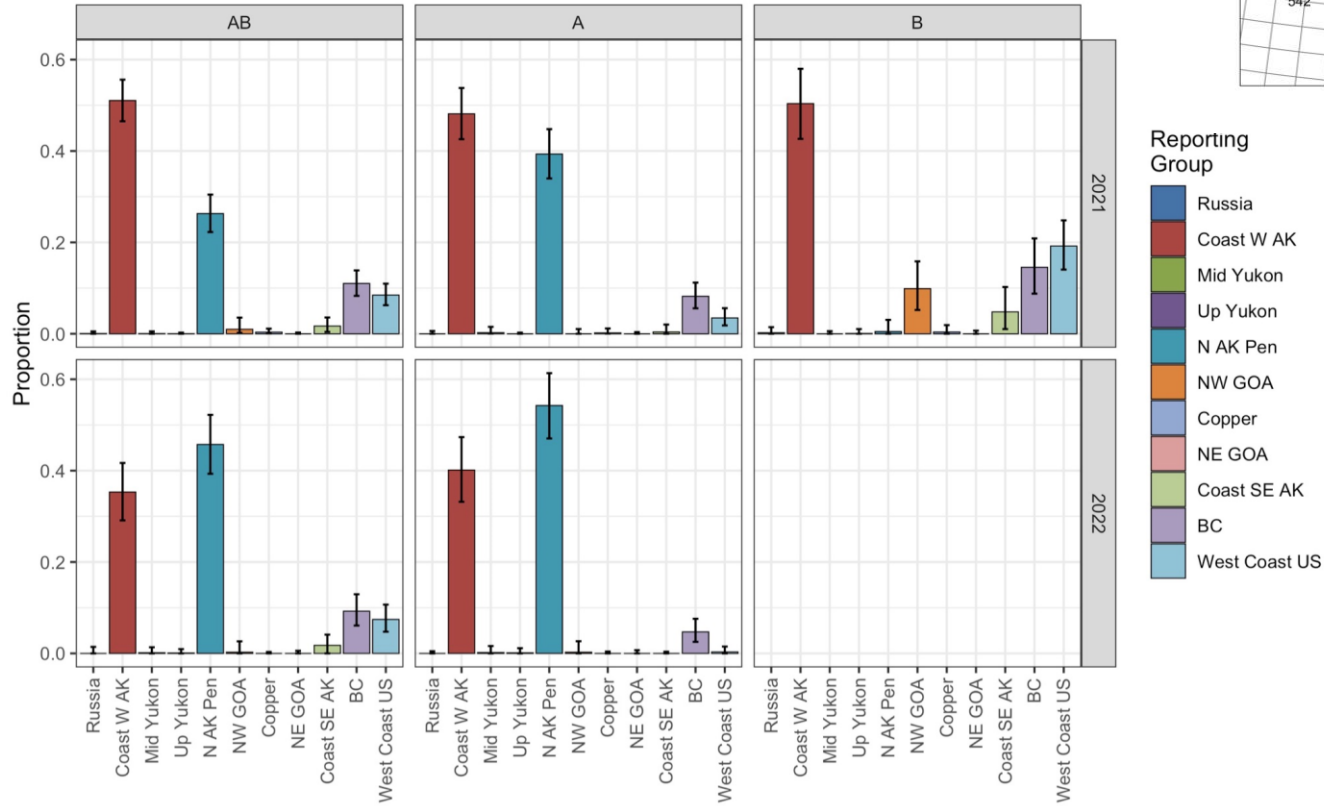 542
AB A B
0.6
0.4
0.2
0.0
2021
0.6
0.4
0.2
0.0
2022
Proportion
Russia
Coast W AK
Mid Yukon
Up Yukon
N AK Pen
NW GOA
Copper
NE GOA
Coast SE AK
BC
West Coast US
Russia
Coast W AK
Mid Yukon
Up Yukon
N AK Pen
NW GOA
Copper
NE GOA
Coast SE AK
BC
West Coast US
Russia
Coast W AK
Mid Yukon
Up Yukon
N AK Pen
NW GOA
Copper
NE GOA
Coast SE AK
BC
West Coast US
Reporting
Group
Russia
Coast W AK
Mid Yukon
Up Yukon
N AK Pen
NW GOA
Copper
NE GOA
Coast SE AK
BC
West Coast US